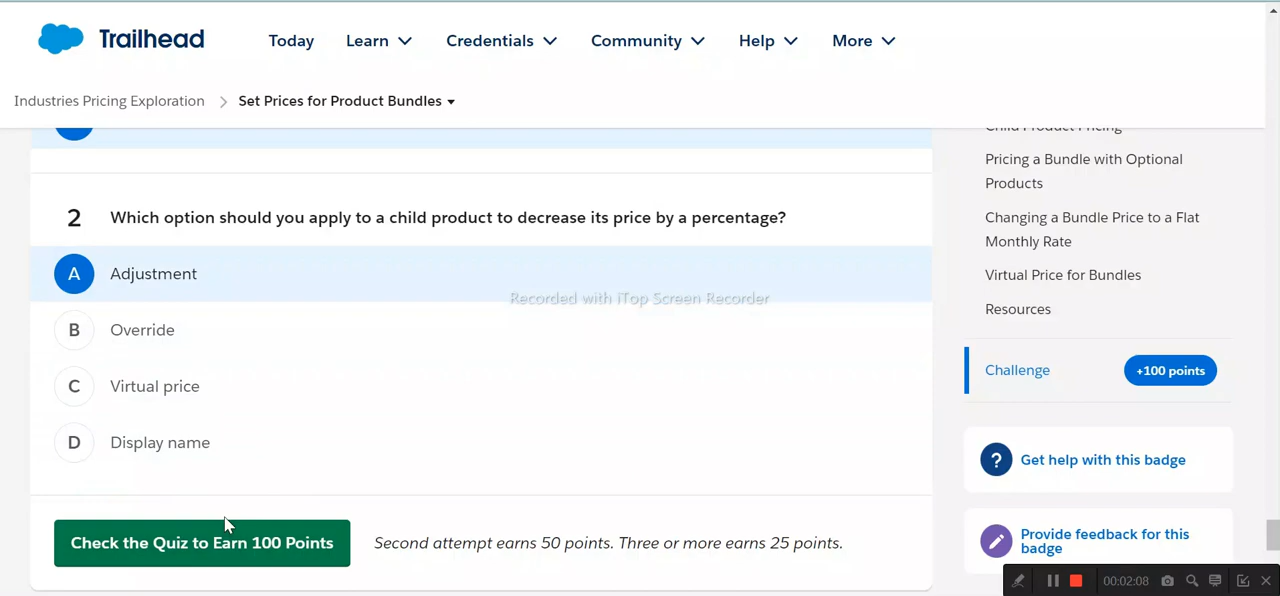 Trailhead
Today Learn Credentials Community Help More
Industries Pricing Exploration Set Prices for Product Bundles
Child Product Pricing
Pricing a Bundle with Optional
Products
Changing a Bundle Price to a Flat
Monthly Rate
Virtual Price for Bundles
Resources
Challenge +100 points
? Get help with this badge
Provide feedback for this
badge
2 Which option should you apply to a child product to decrease its price by a percentage?
A Adjustment
Recorded with iTop Screen Recorder
B Override
C Virtual price
D Display name
Check the Quiz to Earn 100 Points Second attempt earns 50 points. Three or more earns 25 points.
00:02:08